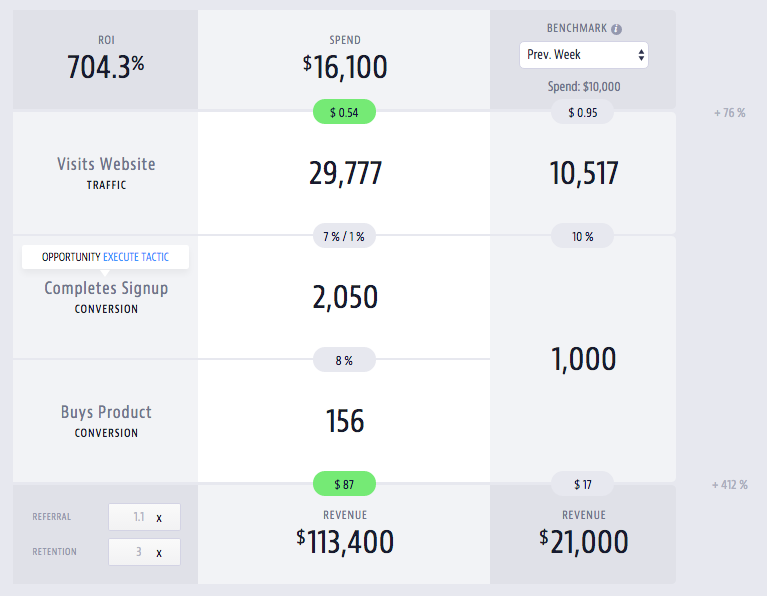 ROI
704.3%
SPEND
$16,100
BENCHMARK i
Prev. Week
Spend: $10,000
$ 0.54
$ 0.95
+ 76 %
Visits Website
TRAFFIC
29,777
10,517
7 % / 1 %
10 %
OPPORTUNITY EXECUTE TACTIC
Completes Signup
CONVERSION
2,050
1,000
8 %
Buys Product
CONVERSION
156
$ 87
$ 17
+ 412 %
REFERRAL
1.1 x
RETENTION
3 x
REVENUE
$113,400
REVENUE
$21,000